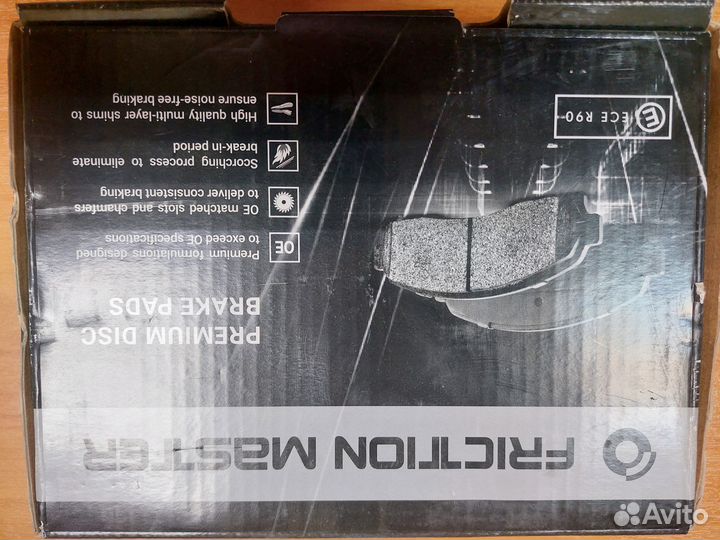 FRICTION MASTER
PREMIUM DISC
BRAKE PADS
OE
Premium formulations designed
to exceed OE specifications
OE matched slots and chamfers
to deliver consistent braking
Scorching process to eliminate
break-in period
High quality multi-layer shims to
ensure noise-free braking
E ECE R90
Avito